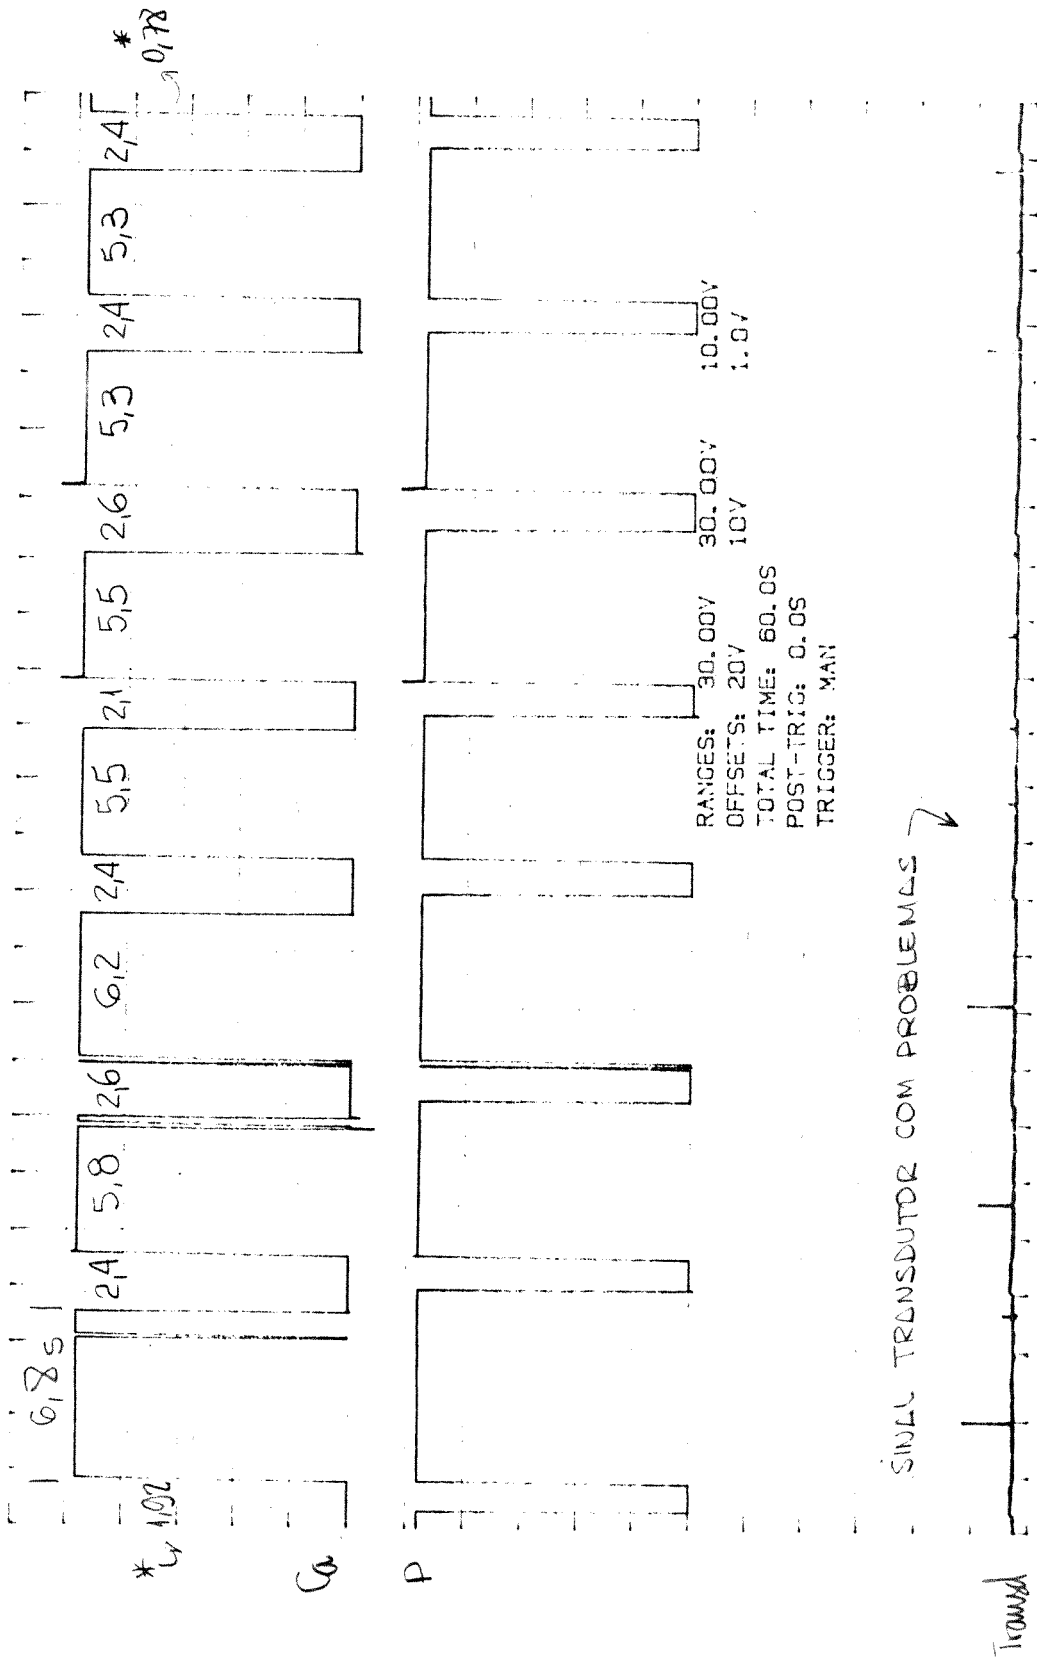 6,8s
* 1,92
2,4
5,8
2,6
6,2
2,4
5,5
2,1
5,5
2,6
5,3
2,4
5,3
2,4
* 0,78
Ca
P
RANGES: 30.00V 30.00V 10.00V
OFFSETS: 20V 10V 1.0V
TOTAL TIME: 60.0S
POST-TRIG: 0.0S
TRIGGER: MAN
SINAL TRANSDUTOR COM PROBLEMAS
Transd